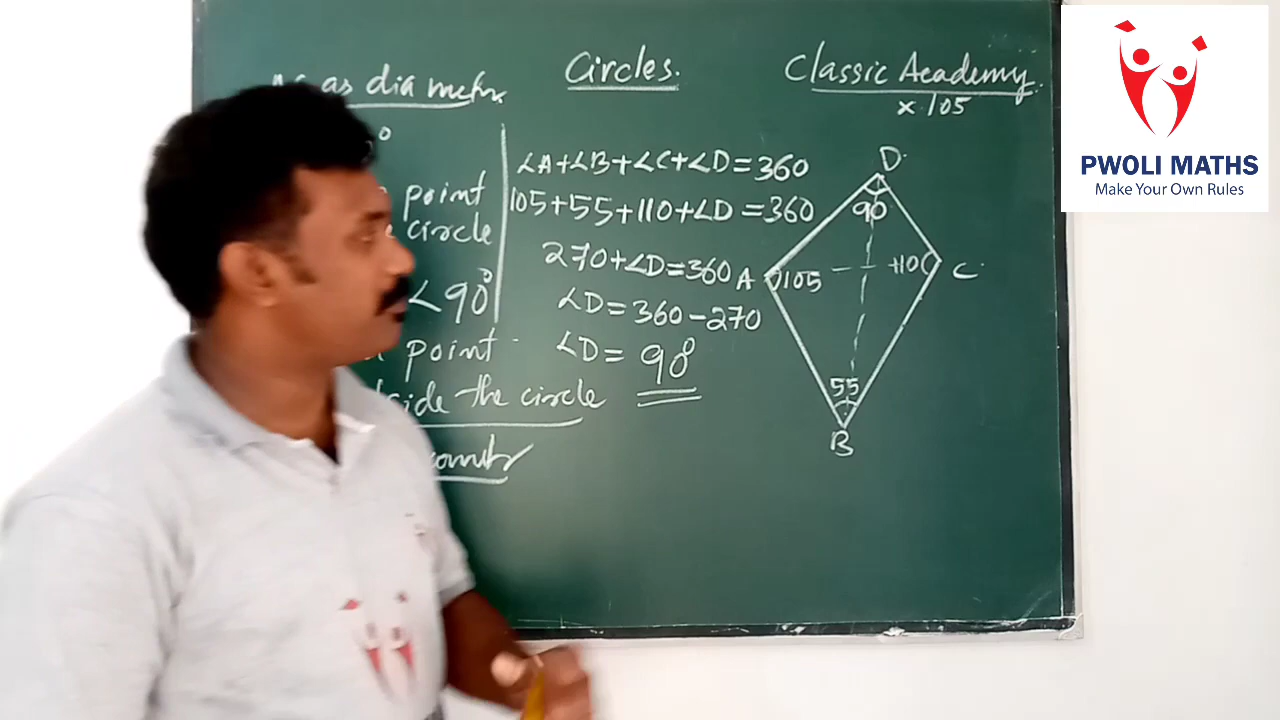 Circles.
Classic Academy
x 105
as dia meter
point
circle
< 90°
point
side the circle
∠A+∠B+∠C+∠D=360
105+55+110+∠D=360
270+∠D=360
∠D=360-270
∠D= 90°
D
90
A
105
110
C
55
B
PWOLI MATHS
Make Your Own Rules